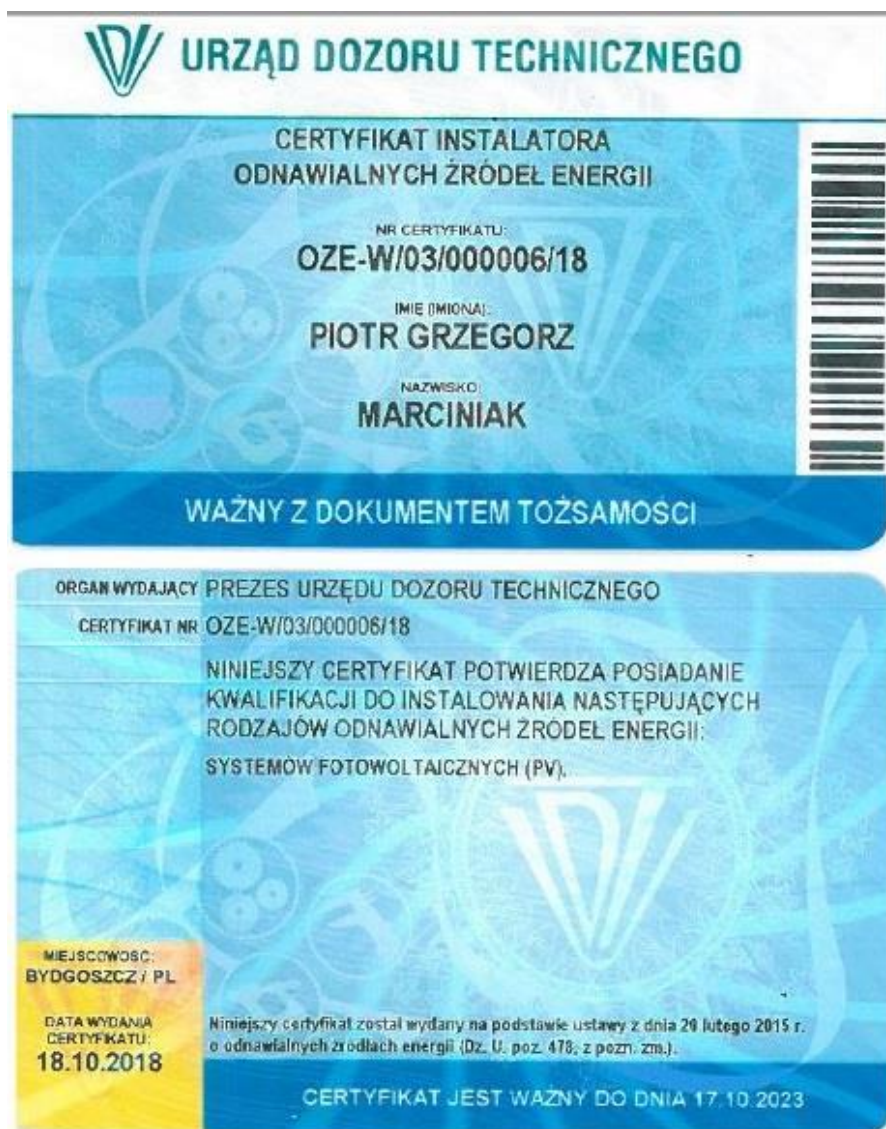 URZĄD DOZORU TECHNICZNEGO
CERTYFIKAT INSTALATORA
ODNAWIALNYCH ŹRÓDEŁ ENERGII
NR CERTYFIKATU:
OZE-W/03/000006/18
IMIĘ (IMIONA):
PIOTR GRZEGORZ
NAZWISKO:
MARCINIAK
WAŻNY Z DOKUMENTEM TOŻSAMOŚCI
ORGAN WYDAJĄCY PREZES URZĘDU DOZORU TECHNICZNEGO
CERTYFIKAT NR OZE-W/03/000006/18
NINIEJSZY CERTYFIKAT POTWIERDZA POSIADANIE
KWALIFIKACJI DO INSTALOWANIA NASTĘPUJĄCYCH
RODZAJÓW ODNAWIALNYCH ŹRÓDEŁ ENERGII:
SYSTEMÓW FOTOWOLTAICZNYCH (PV).
MIEJSCOWOŚĆ:
BYDGOSZCZ / PL
DATA WYDANIA
CERTYFIKATU:
18.10.2018
Niniejszy certyfikat został wydany na podstawie ustawy z dnia 20 lutego 2015 r.
o odnawialnych źródłach energii (Dz. U. poz. 478, z pozn. zm.).
CERTYFIKAT JEST WAŻNY DO DNIA 17.10.2023